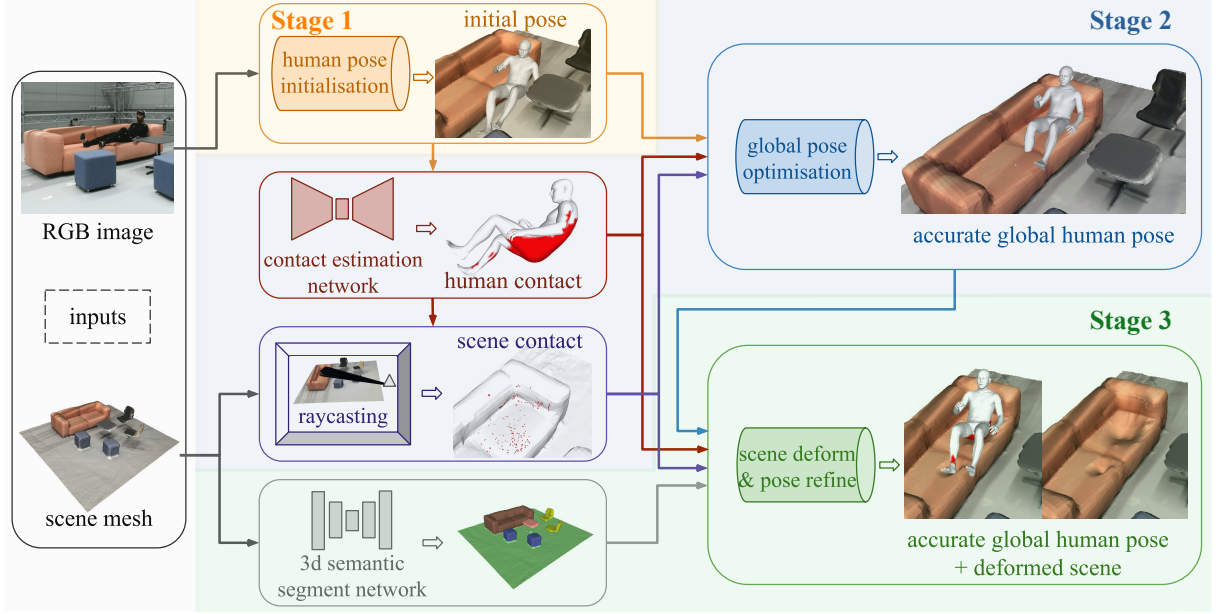 Stage 1
initial pose
human pose
initialisation
RGB image
inputs
scene mesh
contact estimation
network
human contact
raycasting
scene contact
3d semantic
segment network
Stage 2
global pose
optimisation
accurate global human pose
Stage 3
scene deform
& pose refine
accurate global human pose
+ deformed scene